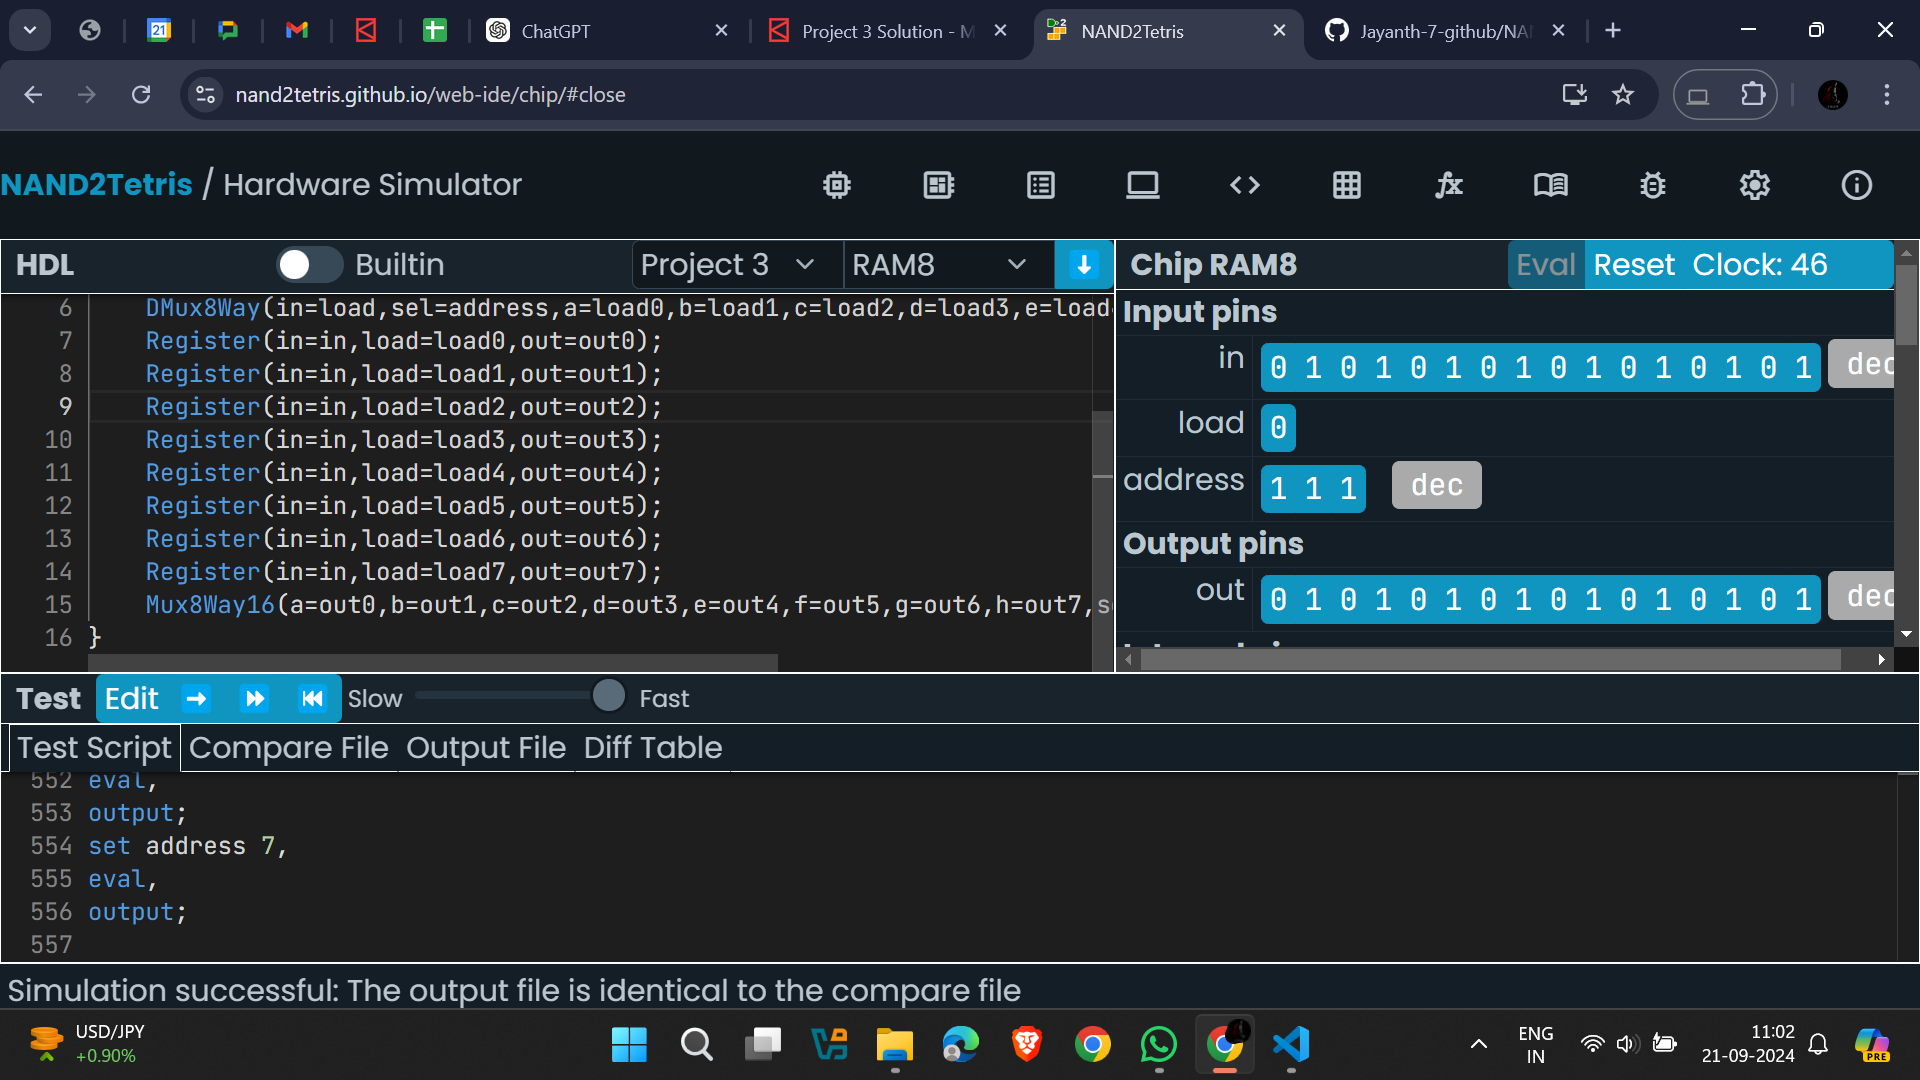 21
ChatGPT
Project 3 Solution - M
NAND2Tetris
Jayanth-7-github/NAN
nand2tetris.github.io/web-ide/chip/#close
NAND2Tetris / Hardware Simulator
HDL
Builtin
Project 3
RAM8
6 DMux8Way(in=load,sel=address,a=load0,b=load1,c=load2,d=load3,e=load
7 Register(in=in,load=load0,out=out0);
8 Register(in=in,load=load1,out=out1);
9 Register(in=in,load=load2,out=out2);
10 Register(in=in,load=load3,out=out3);
11 Register(in=in,load=load4,out=out4);
12 Register(in=in,load=load5,out=out5);
13 Register(in=in,load=load6,out=out6);
14 Register(in=in,load=load7,out=out7);
15 Mux8Way16(a=out0,b=out1,c=out2,d=out3,e=out4,f=out5,g=out6,h=out7,s
16 }
Chip RAM8
Eval
Reset
Clock: 46
Input pins
in 0 1 0 1 0 1 0 1 0 1 0 1 0 1 0 1 dec
load 0
address 1 1 1 dec
Output pins
out 0 1 0 1 0 1 0 1 0 1 0 1 0 1 0 1 dec
Test
Edit
Slow
Fast
Test Script
Compare File
Output File
Diff Table
552 eval,
553 output;
554 set address 7,
555 eval,
556 output;
557
Simulation successful: The output file is identical to the compare file
USD/JPY
+0.90%
ENG
IN
11:02
21-09-2024
PRE